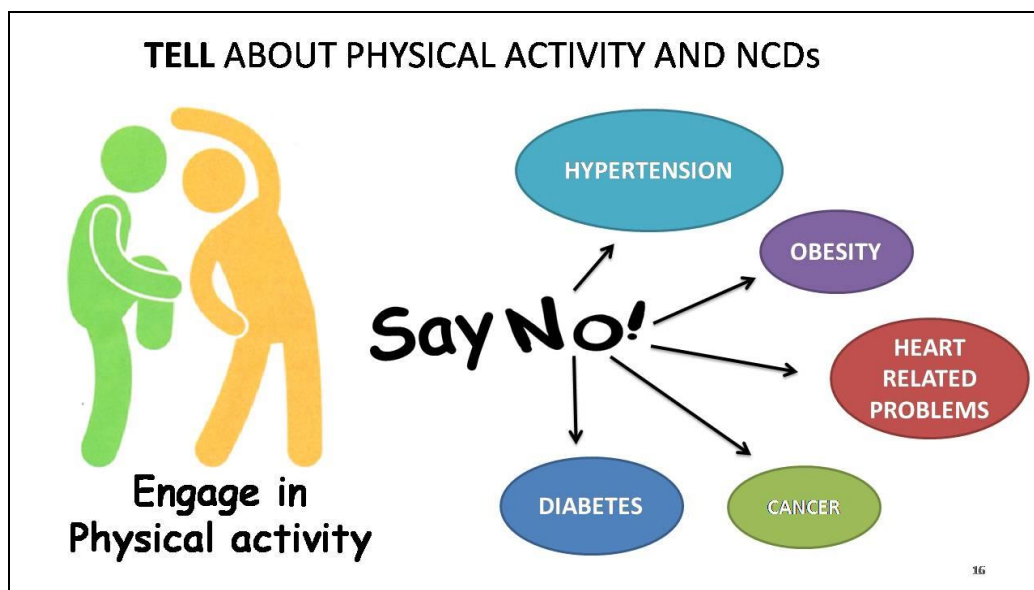 TELL ABOUT PHYSICAL ACTIVITY AND NCDs
HYPERTENSION
OBESITY
Say No!
HEART
RELATED
PROBLEMS
DIABETES
CANCER
Engage in
Physical activity
16